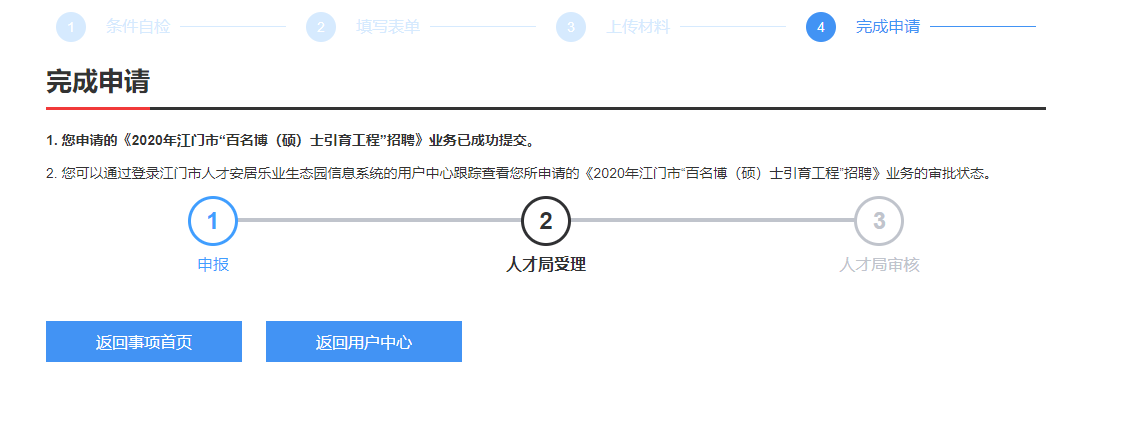 1 条件自检 2 填写表单 3 上传材料 4 完成申请
完成申请
1. 您申请的《2020年江门市“百名博（硕）士引育工程”招聘》业务已成功提交。
2. 您可以通过登录江门市人才安居乐业生态园信息系统的用户中心跟踪查看您所申请的《2020年江门市“百名博（硕）士引育工程”招聘》业务的审批状态。
1 2 3
申报 人才局受理 人才局审核
返回事项首页 返回用户中心